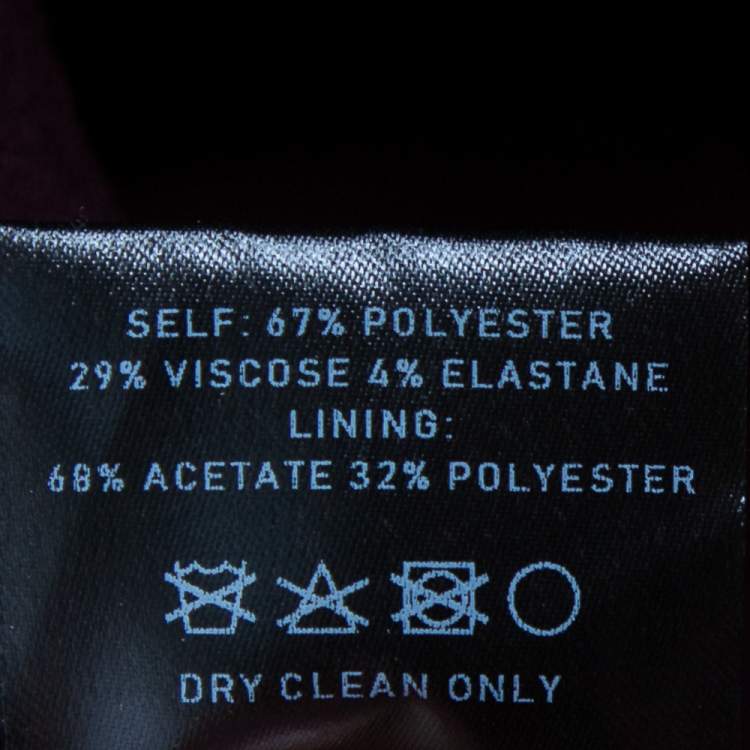 SELF: 67% POLYESTER
29% VISCOSE 4% ELASTANE
LINING:
68% ACETATE 32% POLYESTER
DRY CLEAN ONLY